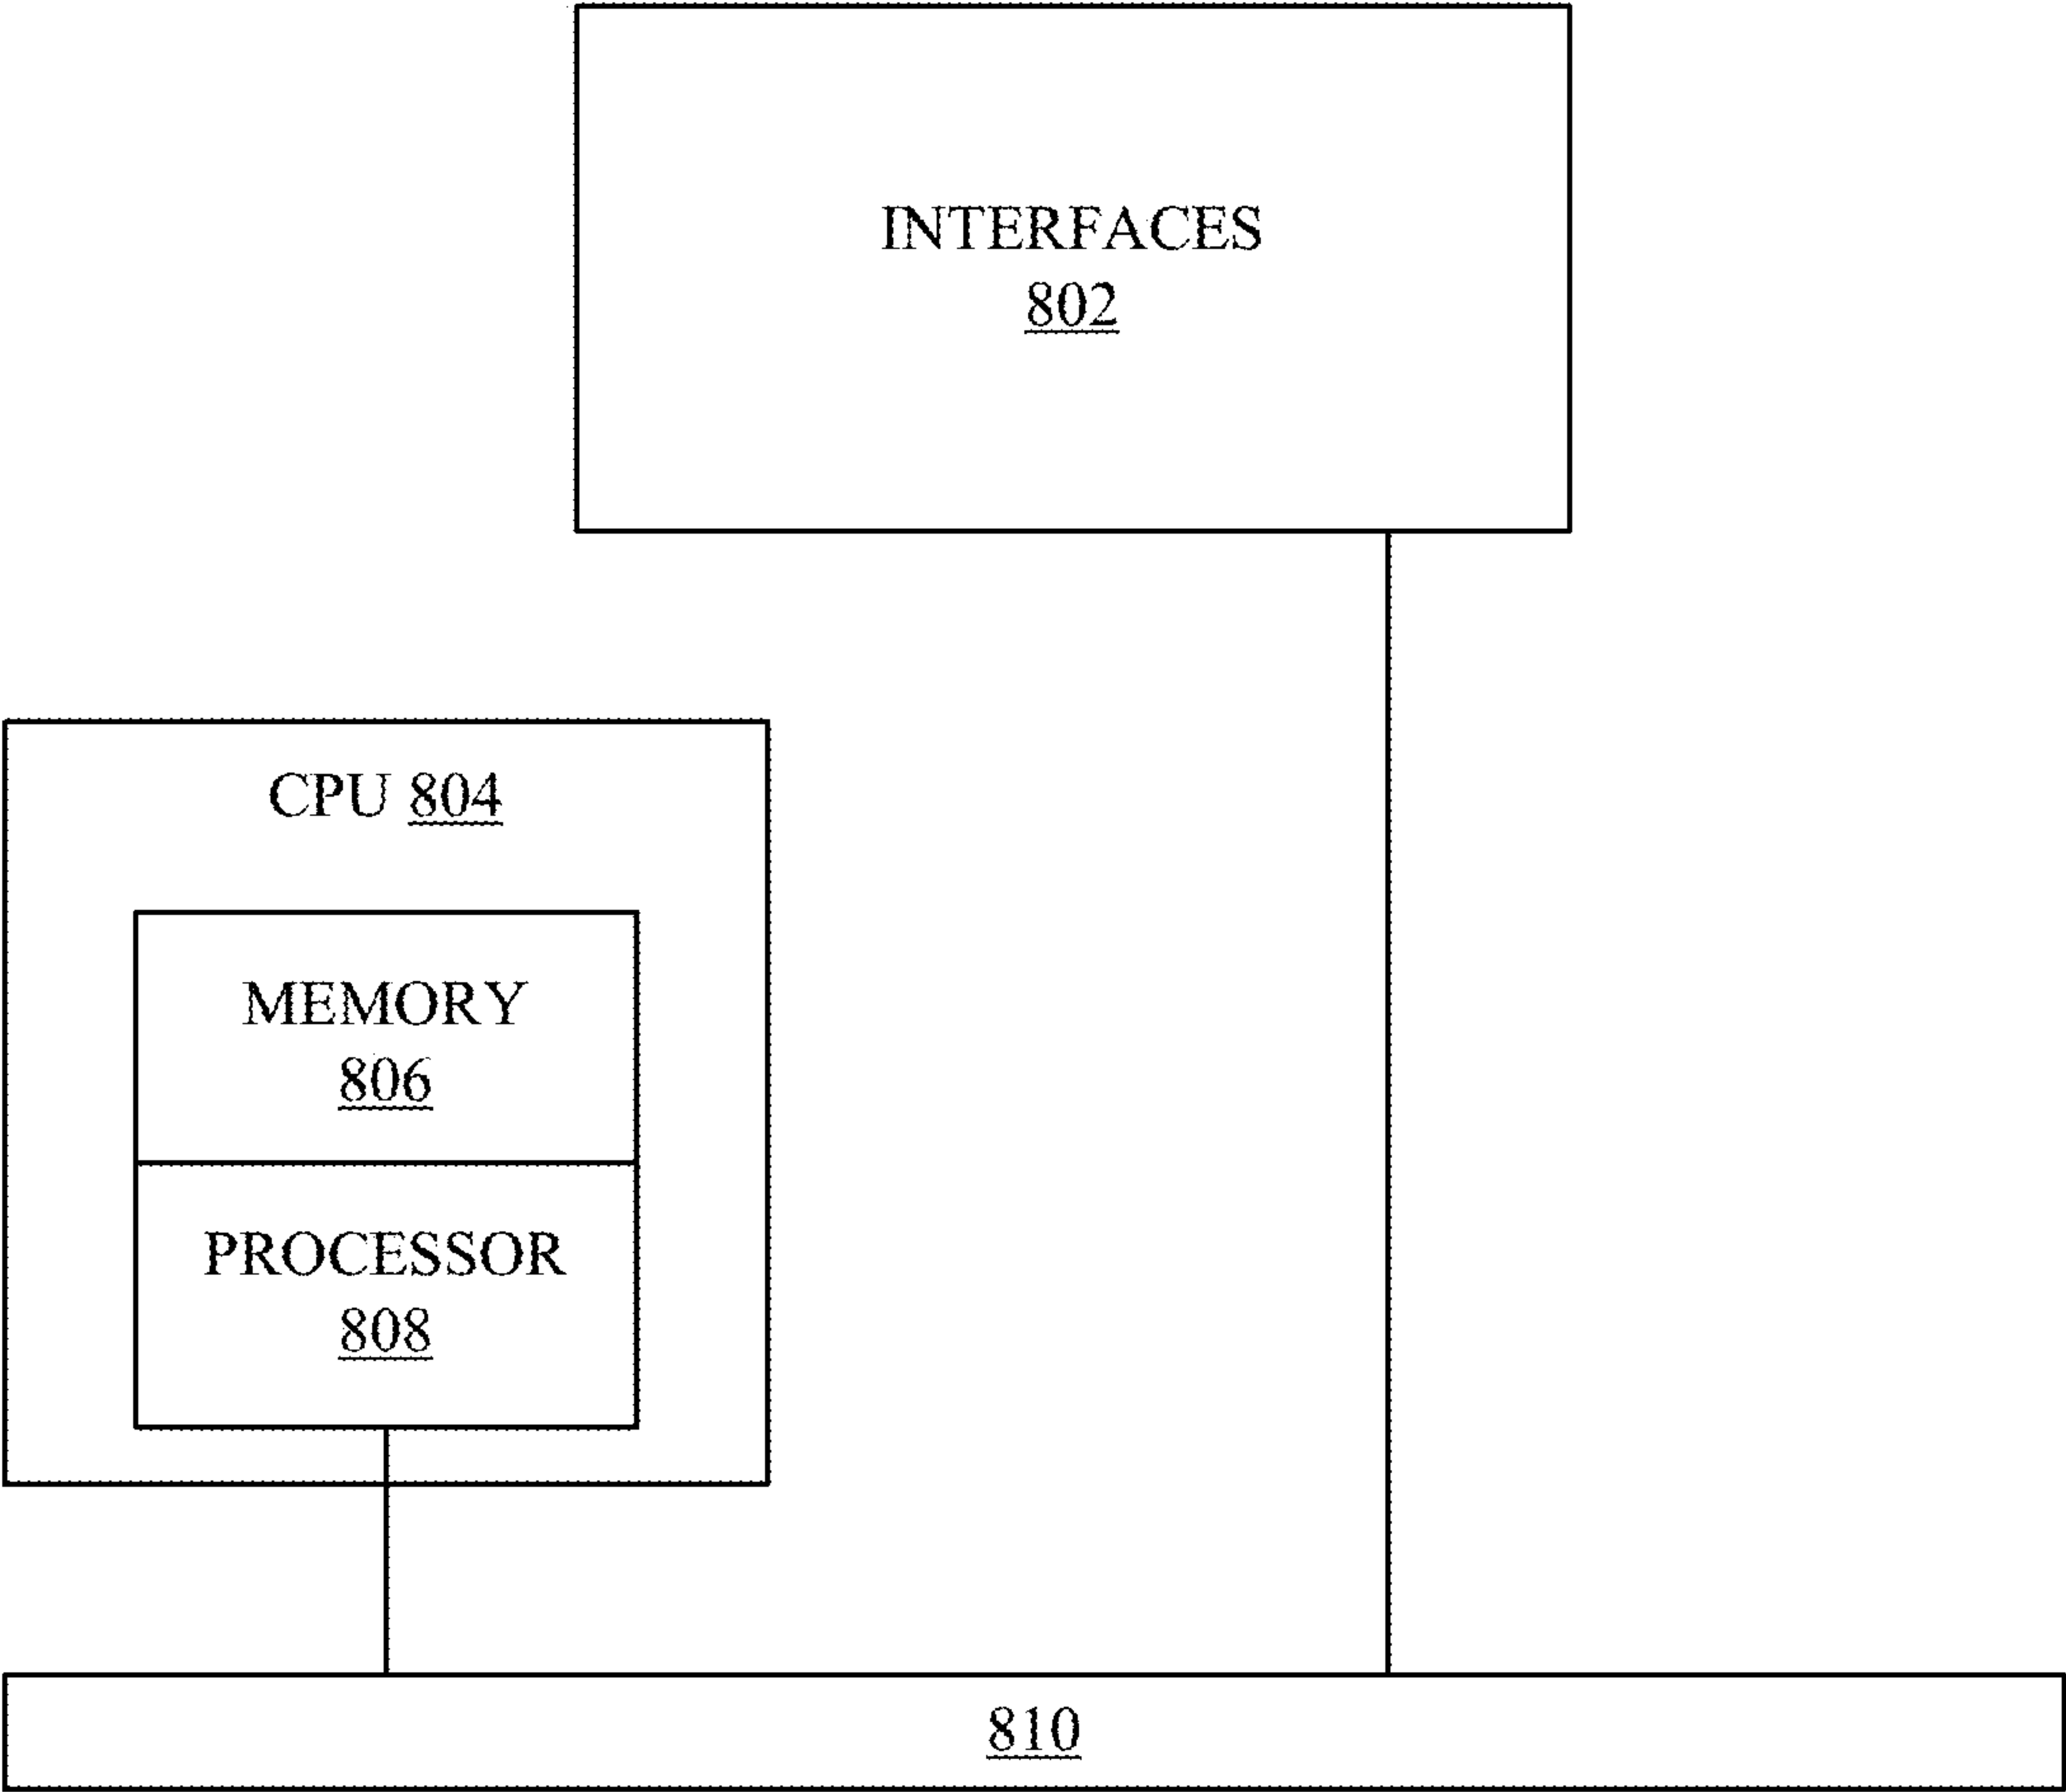 INTERFACES
802
CPU 804
MEMORY
806
PROCESSOR
808
810